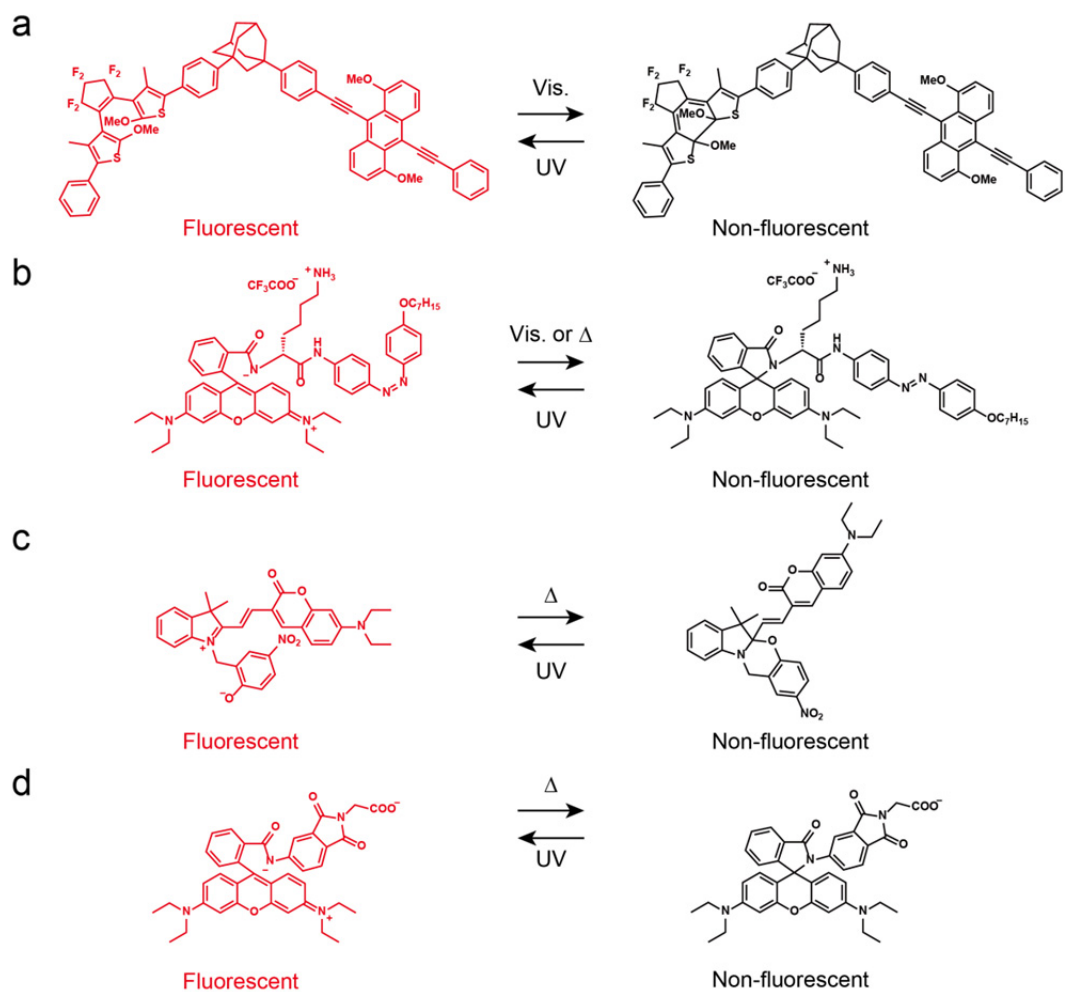 a
F₂ F₂
F₂
MeO
OMe
S
S
Fluorescent
Vis.
UV
F₂ F₂
F₂
MeO
OMe
S
S
MeO
OMe
Non-fluorescent
MeO
OMe
b
CF₃COO⁻
⁺NH₃
OC₇H₁₅
O
N⁻
H
N
O
N=N
N
O
N⁺
Fluorescent
Vis. or Δ
UV
CF₃COO⁻
⁺NH₃
O
N
H
N
O
N=N
OC₇H₁₅
N
O
N
Non-fluorescent
c
O
O
N
N⁺
NO₂
⁻O
Fluorescent
Δ
UV
N
O
O
O
N
NO₂
Non-fluorescent
d
O
O
N
COO⁻
N⁻
O
N
O
N⁺
Fluorescent
Δ
UV
O
O
N
COO⁻
N
O
N
O
N
Non-fluorescent